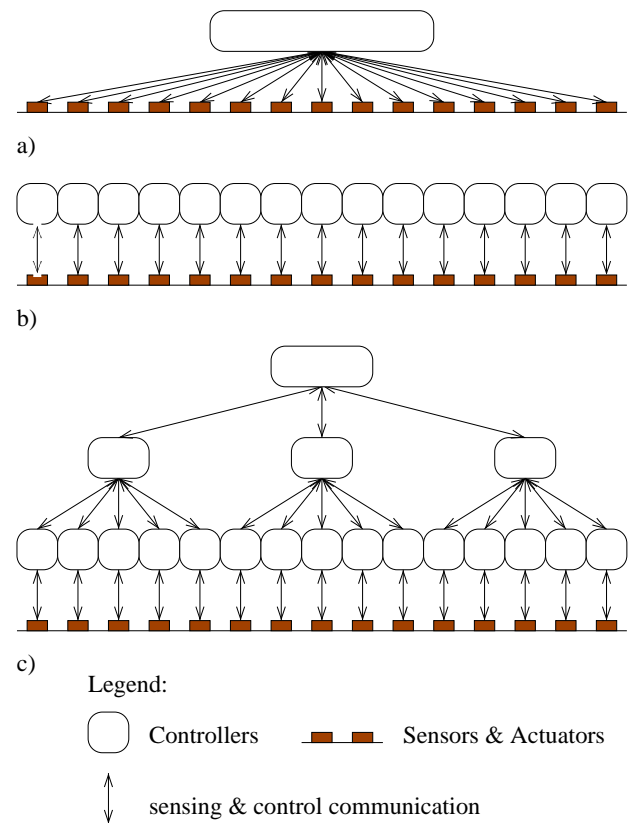 a)
b)
c)
Legend:
Controllers
Sensors & Actuators
sensing & control communication